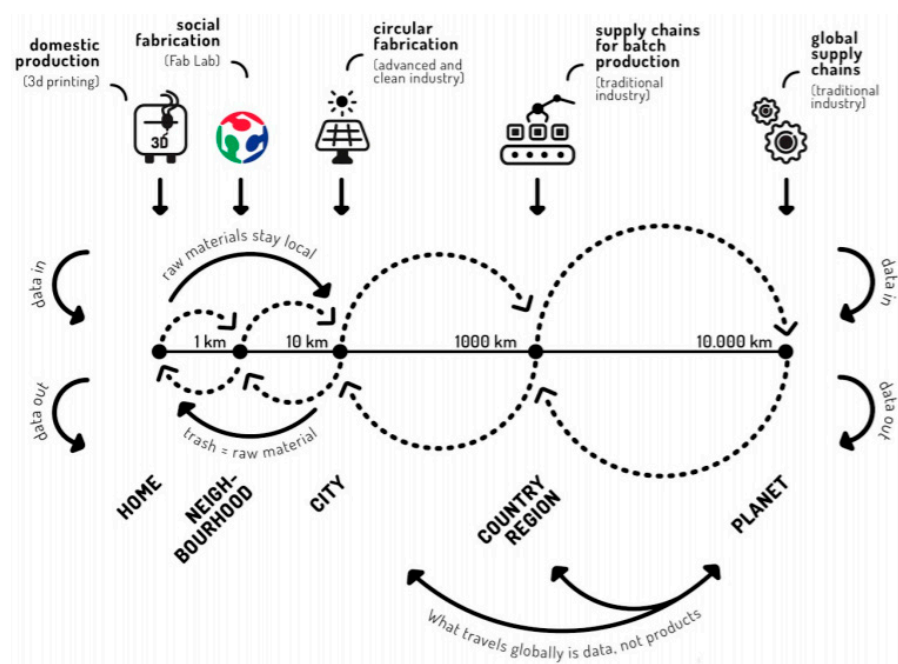 domestic
production
(3d printing)
social
fabrication
(Fab Lab)
circular
fabrication
(advanced and
clean industry)
supply chains
for batch
production
(traditional
industry)
global
supply
chains
(traditional
industry)
3D
data in
raw materials stay local
data in
1 km
10 km
1000 km
10.000 km
data out
trash = raw material
data out
HOME
NEIGH-
BOURHOOD
CITY
COUNTRY
REGION
PLANET
What travels globally is data, not products